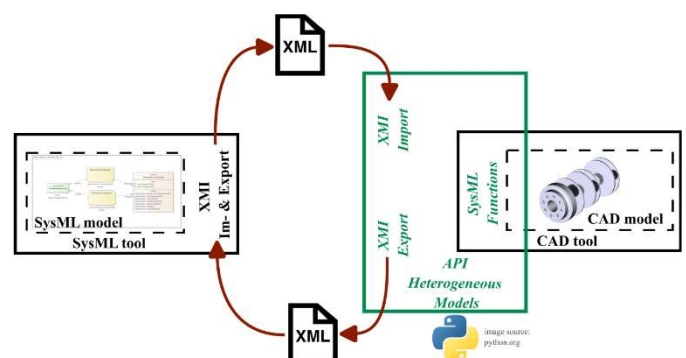 XML
XMI
Import
XMI
Im- & Export
SysML model
SysML tool
SysML
Functions
CAD model
CAD tool
XMI
Export
API
Heterogeneous
Models
XML
image source:
python.org